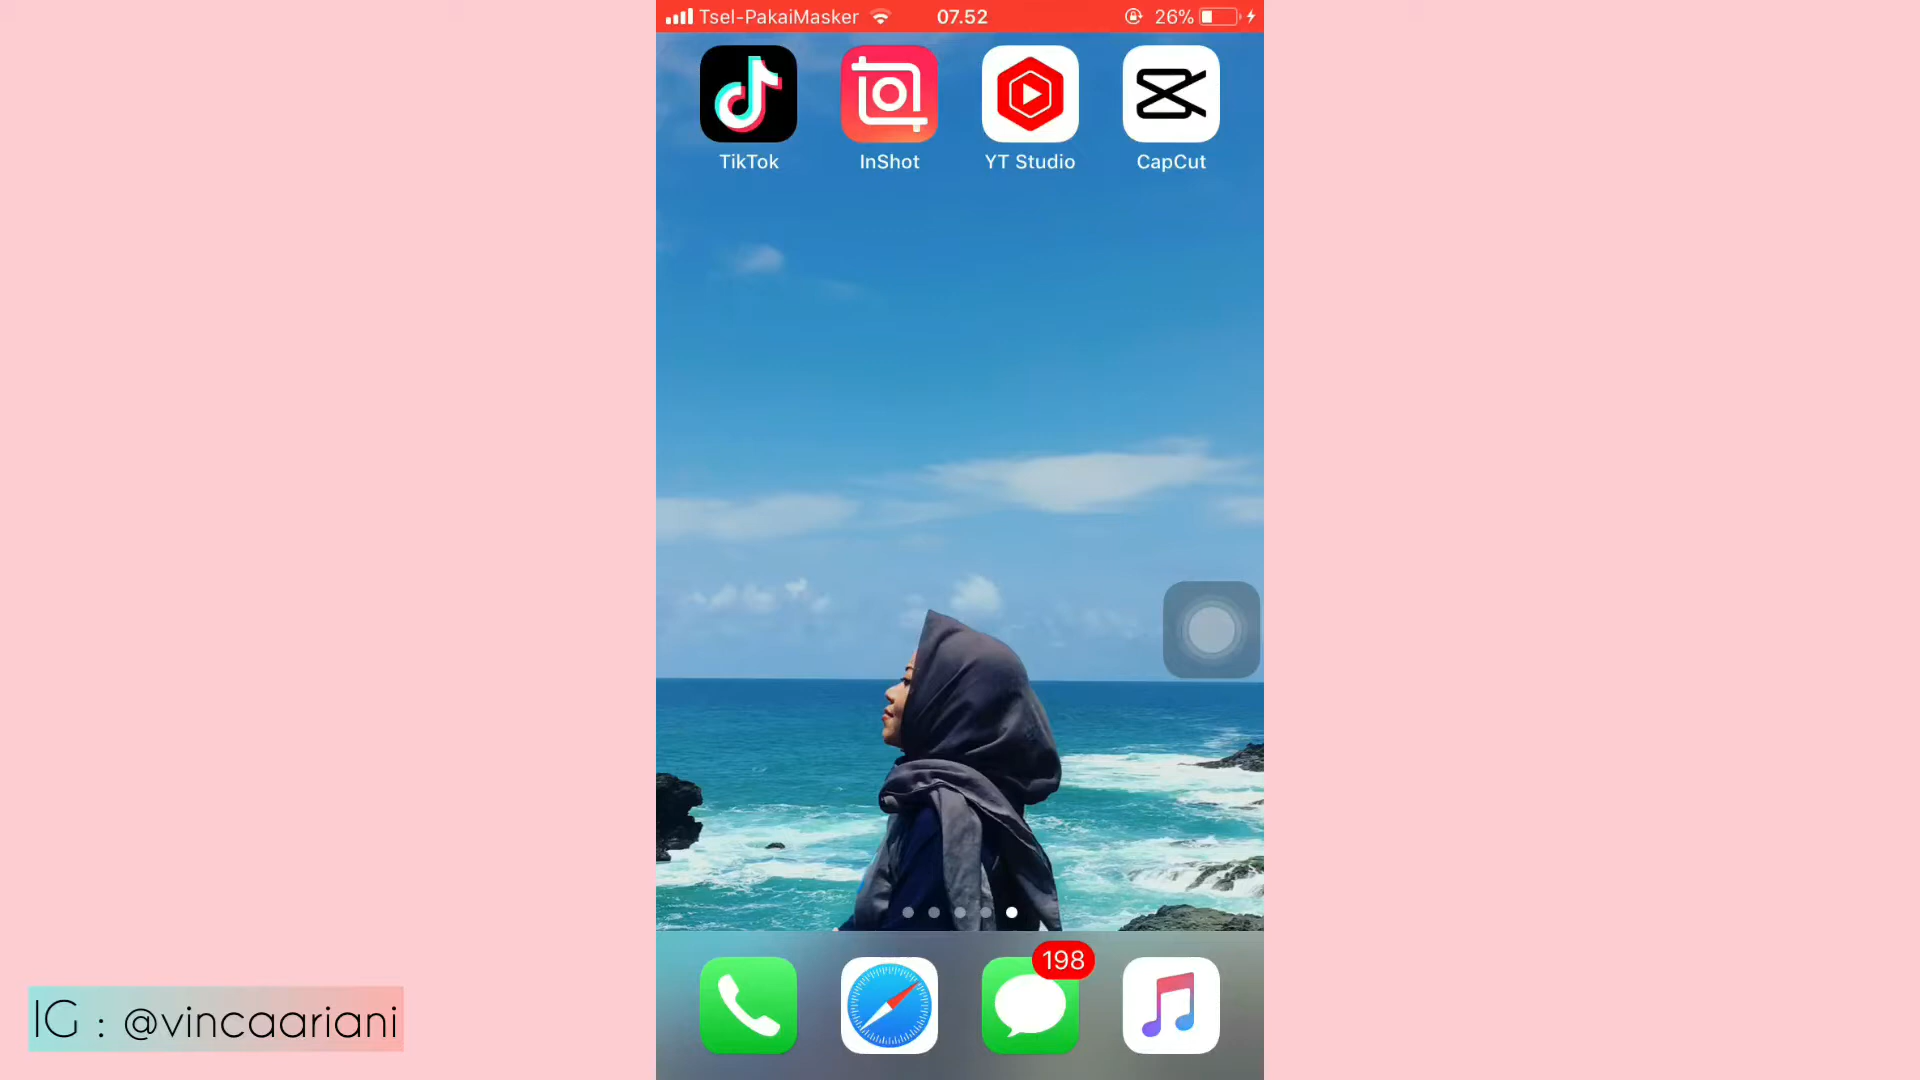 Tsel-PakaiMasker 07.52 26%
TikTok InShot YT Studio CapCut
198
IG : @vincaariani